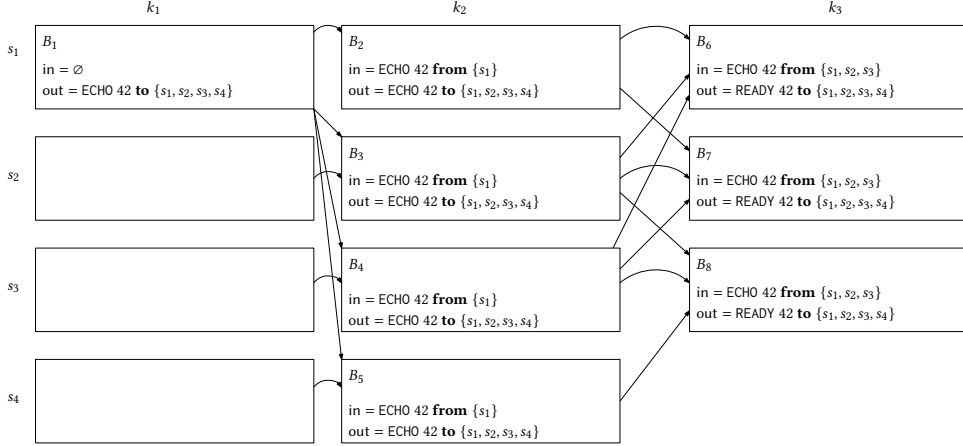 k₁ k₂ k₃
s₁
B₁
in = ∅
out = ECHO 42 to {s₁, s₂, s₃, s₄}
B₂
in = ECHO 42 from {s₁}
out = ECHO 42 to {s₁, s₂, s₃, s₄}
B₆
in = ECHO 42 from {s₁, s₂, s₃}
out = READY 42 to {s₁, s₂, s₃, s₄}
s₂
B₃
in = ECHO 42 from {s₁}
out = ECHO 42 to {s₁, s₂, s₃, s₄}
B₇
in = ECHO 42 from {s₁, s₂, s₃}
out = READY 42 to {s₁, s₂, s₃, s₄}
s₃
B₄
in = ECHO 42 from {s₁}
out = ECHO 42 to {s₁, s₂, s₃, s₄}
B₈
in = ECHO 42 from {s₁, s₂, s₃}
out = READY 42 to {s₁, s₂, s₃, s₄}
s₄
B₅
in = ECHO 42 from {s₁}
out = ECHO 42 to {s₁, s₂, s₃, s₄}